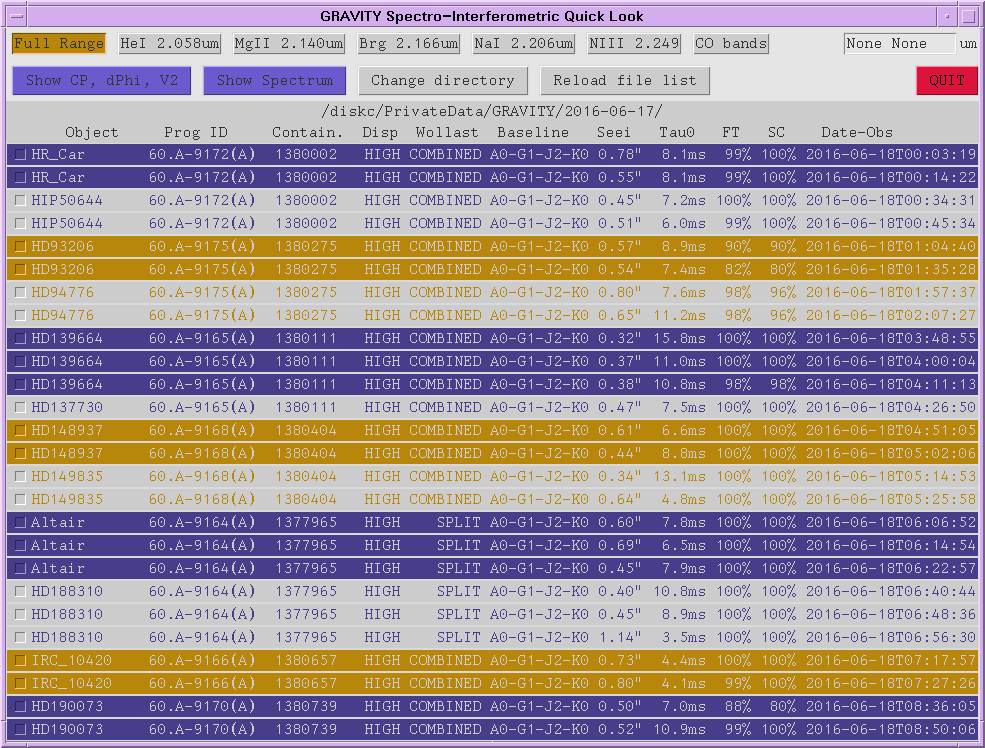 GRAVITY Spectro-Interferometric Quick Look
Full Range HeI 2.058um MgII 2.140um Brg 2.166um NaI 2.206um NIII 2.249 CO bands None None um
Show CP, dPhi, V2 Show Spectrum Change directory Reload file list QUIT
/diskc/PrivateData/GRAVITY/2016-06-17/
Object Prog ID Contain. Disp Wollast Baseline Seei Tau0 FT SC Date-Obs
HR_Car 60.A-9172(A) 1380002 HIGH COMBINED A0-G1-J2-K0 0.78" 8.1ms 99% 100% 2016-06-18T00:03:19
HR_Car 60.A-9172(A) 1380002 HIGH COMBINED A0-G1-J2-K0 0.55" 8.1ms 99% 100% 2016-06-18T00:14:22
HIP50644 60.A-9172(A) 1380002 HIGH COMBINED A0-G1-J2-K0 0.45" 7.2ms 100% 100% 2016-06-18T00:34:31
HIP50644 60.A-9172(A) 1380002 HIGH COMBINED A0-G1-J2-K0 0.51" 6.0ms 99% 100% 2016-06-18T00:45:34
HD93206 60.A-9175(A) 1380275 HIGH COMBINED A0-G1-J2-K0 0.57" 8.9ms 90% 90% 2016-06-18T01:04:40
HD93206 60.A-9175(A) 1380275 HIGH COMBINED A0-G1-J2-K0 0.54" 7.4ms 82% 80% 2016-06-18T01:35:28
HD94776 60.A-9175(A) 1380275 HIGH COMBINED A0-G1-J2-K0 0.80" 7.6ms 98% 96% 2016-06-18T01:57:37
HD94776 60.A-9175(A) 1380275 HIGH COMBINED A0-G1-J2-K0 0.65" 11.2ms 98% 96% 2016-06-18T02:07:27
HD139664 60.A-9165(A) 1380111 HIGH COMBINED A0-G1-J2-K0 0.32" 15.8ms 100% 100% 2016-06-18T03:48:55
HD139664 60.A-9165(A) 1380111 HIGH COMBINED A0-G1-J2-K0 0.37" 11.0ms 100% 100% 2016-06-18T04:00:04
HD139664 60.A-9165(A) 1380111 HIGH COMBINED A0-G1-J2-K0 0.38" 10.8ms 98% 98% 2016-06-18T04:11:13
HD137730 60.A-9165(A) 1380111 HIGH COMBINED A0-G1-J2-K0 0.47" 7.5ms 100% 100% 2016-06-18T04:26:50
HD148937 60.A-9168(A) 1380404 HIGH COMBINED A0-G1-J2-K0 0.61" 6.6ms 100% 100% 2016-06-18T04:51:05
HD148937 60.A-9168(A) 1380404 HIGH COMBINED A0-G1-J2-K0 0.44" 8.8ms 100% 100% 2016-06-18T05:02:06
HD149835 60.A-9168(A) 1380404 HIGH COMBINED A0-G1-J2-K0 0.34" 13.1ms 100% 100% 2016-06-18T05:14:53
HD149835 60.A-9168(A) 1380404 HIGH COMBINED A0-G1-J2-K0 0.64" 4.8ms 100% 100% 2016-06-18T05:25:58
Altair 60.A-9164(A) 1377965 HIGH SPLIT A0-G1-J2-K0 0.60" 7.8ms 100% 100% 2016-06-18T06:06:52
Altair 60.A-9164(A) 1377965 HIGH SPLIT A0-G1-J2-K0 0.69" 6.5ms 100% 100% 2016-06-18T06:14:54
Altair 60.A-9164(A) 1377965 HIGH SPLIT A0-G1-J2-K0 0.45" 7.9ms 100% 100% 2016-06-18T06:22:57
HD188310 60.A-9164(A) 1377965 HIGH SPLIT A0-G1-J2-K0 0.40" 10.8ms 100% 100% 2016-06-18T06:40:44
HD188310 60.A-9164(A) 1377965 HIGH SPLIT A0-G1-J2-K0 0.45" 8.9ms 100% 100% 2016-06-18T06:48:36
HD188310 60.A-9164(A) 1377965 HIGH SPLIT A0-G1-J2-K0 1.14" 3.5ms 100% 100% 2016-06-18T06:56:30
IRC_10420 60.A-9166(A) 1380657 HIGH COMBINED A0-G1-J2-K0 0.73" 4.4ms 100% 100% 2016-06-18T07:17:57
IRC_10420 60.A-9166(A) 1380657 HIGH COMBINED A0-G1-J2-K0 0.80" 4.1ms 99% 100% 2016-06-18T07:27:26
HD190073 60.A-9170(A) 1380739 HIGH COMBINED A0-G1-J2-K0 0.50" 7.0ms 88% 80% 2016-06-18T08:36:05
HD190073 60.A-9170(A) 1380739 HIGH COMBINED A0-G1-J2-K0 0.52" 10.9ms 99% 100% 2016-06-18T08:50:06